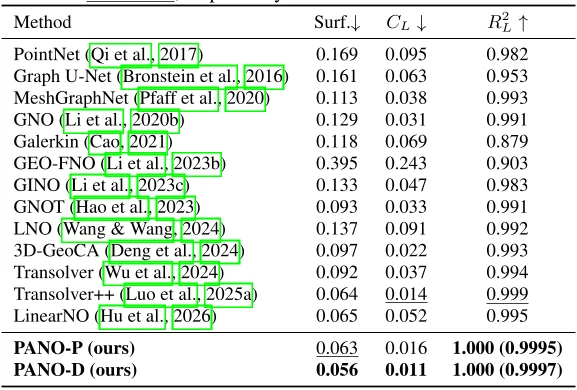 Method Surf.↓ C_L ↓ R_L^2 ↑
PointNet (Qi et al., 2017) 0.169 0.095 0.982
Graph U-Net (Bronstein et al., 2016) 0.161 0.063 0.953
MeshGraphNet (Pfaff et al., 2020) 0.113 0.038 0.993
GNO (Li et al., 2020b) 0.129 0.031 0.991
Galerkin (Cao, 2021) 0.118 0.069 0.879
GEO-FNO (Li et al., 2023b) 0.395 0.243 0.903
GINO (Li et al., 2023c) 0.133 0.047 0.983
GNOT (Hao et al., 2023) 0.093 0.033 0.991
LNO (Wang & Wang, 2024) 0.137 0.091 0.992
3D-GeoCA (Deng et al., 2024) 0.097 0.022 0.993
Transolver (Wu et al., 2024) 0.092 0.037 0.994
Transolver++ (Luo et al., 2025a) 0.064 0.014 0.999
LinearNO (Hu et al., 2026) 0.065 0.052 0.995
PANO-P (ours) 0.063 0.016 1.000 (0.9995)
PANO-D (ours) 0.056 0.011 1.000 (0.9997)